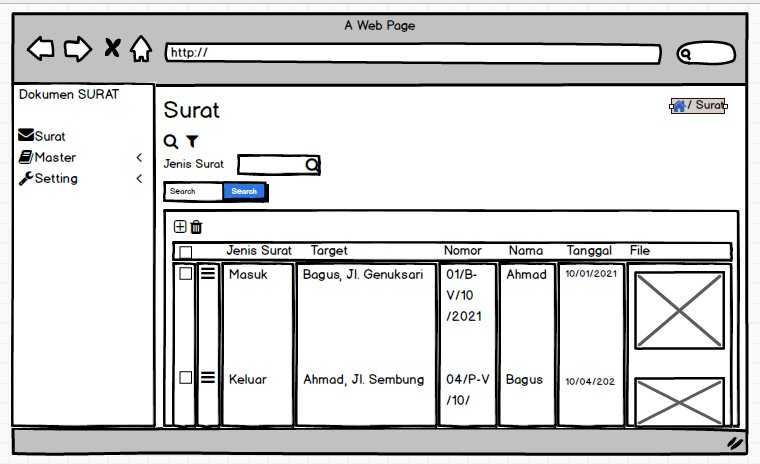 A Web Page
http://
Dokumen SURAT
Surat
Master
Setting
Surat
/ Surat
Jenis Surat
Search Search
Jenis Surat Target Nomor Nama Tanggal File
Masuk Bagus, Jl. Genuksari 01/B- Ahmad 10/01/2021
V/10
/2021
Keluar Ahmad, Jl. Sembung 04/P-V Bagus 10/04/202
/10/